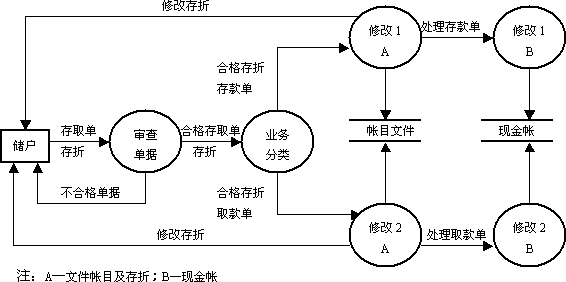 修改存折
修改1
A
处理存款单
修改1
B
合格存折
存款单
储户
存取单
存折
审查
单据
合格存取单
存折
业务
分类
帐目文件
现金帐
不合格单据
合格存折
取款单
修改存折
修改2
A
处理取款单
修改2
B
注：A—文件帐目及存折；B—现金帐